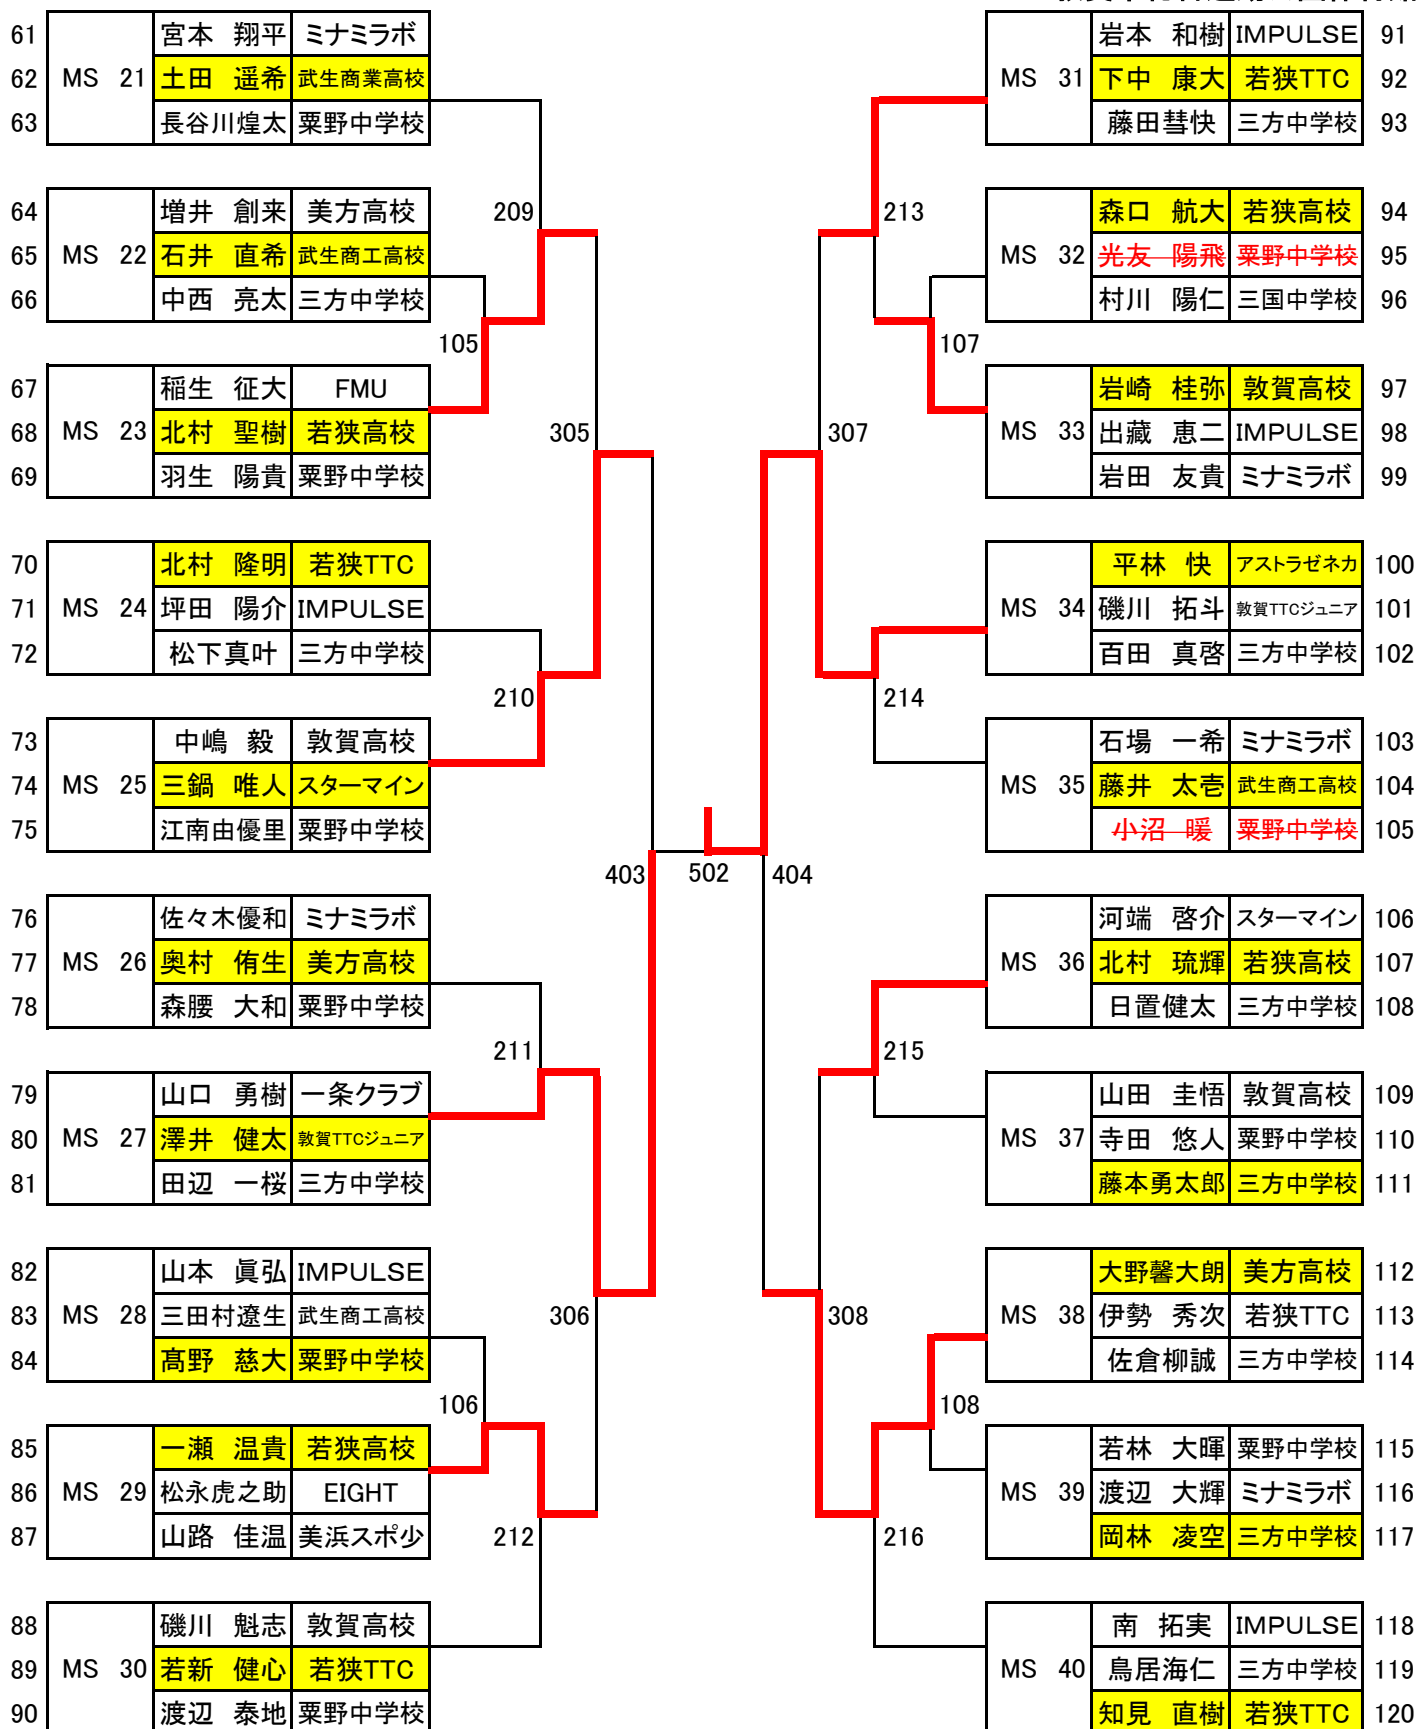 61 宮本 翔平 ミナミラボ
62 MS 21 土田 遥希 武生商業高校
63 長谷川煌太 粟野中学校
64 増井 創来 美方高校
65 MS 22 石井 直希 武生商工高校
66 中西 亮太 三方中学校
67 稲生 征大 FMU
68 MS 23 北村 聖樹 若狭高校
69 羽生 陽貴 粟野中学校
70 北村 隆明 若狭TTC
71 MS 24 坪田 陽介 IMPULSE
72 松下真叶 三方中学校
73 中嶋 毅 敦賀高校
74 MS 25 三鍋 唯人 スターマイン
75 江南由優里 粟野中学校
76 佐々木優和 ミナミラボ
77 MS 26 奥村 侑生 美方高校
78 森腰 大和 粟野中学校
79 山口 勇樹 一条クラブ
80 MS 27 澤井 健太 敦賀TTCジュニア
81 田辺 一桜 三方中学校
82 山本 眞弘 IMPULSE
83 MS 28 三田村遼生 武生商工高校
84 髙野 慈大 粟野中学校
85 一瀬 温貴 若狭高校
86 MS 29 松永虎之助 EIGHT
87 山路 佳温 美浜スポ少
88 磯川 魁志 敦賀高校
89 MS 30 若新 健心 若狭TTC
90 渡辺 泰地 粟野中学校
209
105
305
210
403
211
306
106
212
502
213
107
307
214
404
215
308
108
216
岩本 和樹 IMPULSE 91
MS 31 下中 康大 若狭TTC 92
藤田彗快 三方中学校 93
森口 航大 若狭高校 94
MS 32 光友 陽飛 粟野中学校 95
村川 陽仁 三国中学校 96
岩崎 桂弥 敦賀高校 97
MS 33 出藏 恵二 IMPULSE 98
岩田 友貴 ミナミラボ 99
平林 快 アストラゼネカ 100
MS 34 磯川 拓斗 敦賀TTCジュニア 101
百田 真啓 三方中学校 102
石場 一希 ミナミラボ 103
MS 35 藤井 太壱 武生商工高校 104
小沼 暖 粟野中学校 105
河端 啓介 スターマイン 106
MS 36 北村 琉輝 若狭高校 107
日置健太 三方中学校 108
山田 圭悟 敦賀高校 109
MS 37 寺田 悠人 粟野中学校 110
藤本勇太郎 三方中学校 111
大野馨大朗 美方高校 112
MS 38 伊勢 秀次 若狭TTC 113
佐倉柳誠 三方中学校 114
若林 大暉 粟野中学校 115
MS 39 渡辺 大輝 ミナミラボ 116
岡林 凌空 三方中学校 117
南 拓実 IMPULSE 118
MS 40 鳥居海仁 三方中学校 119
知見 直樹 若狭TTC 120